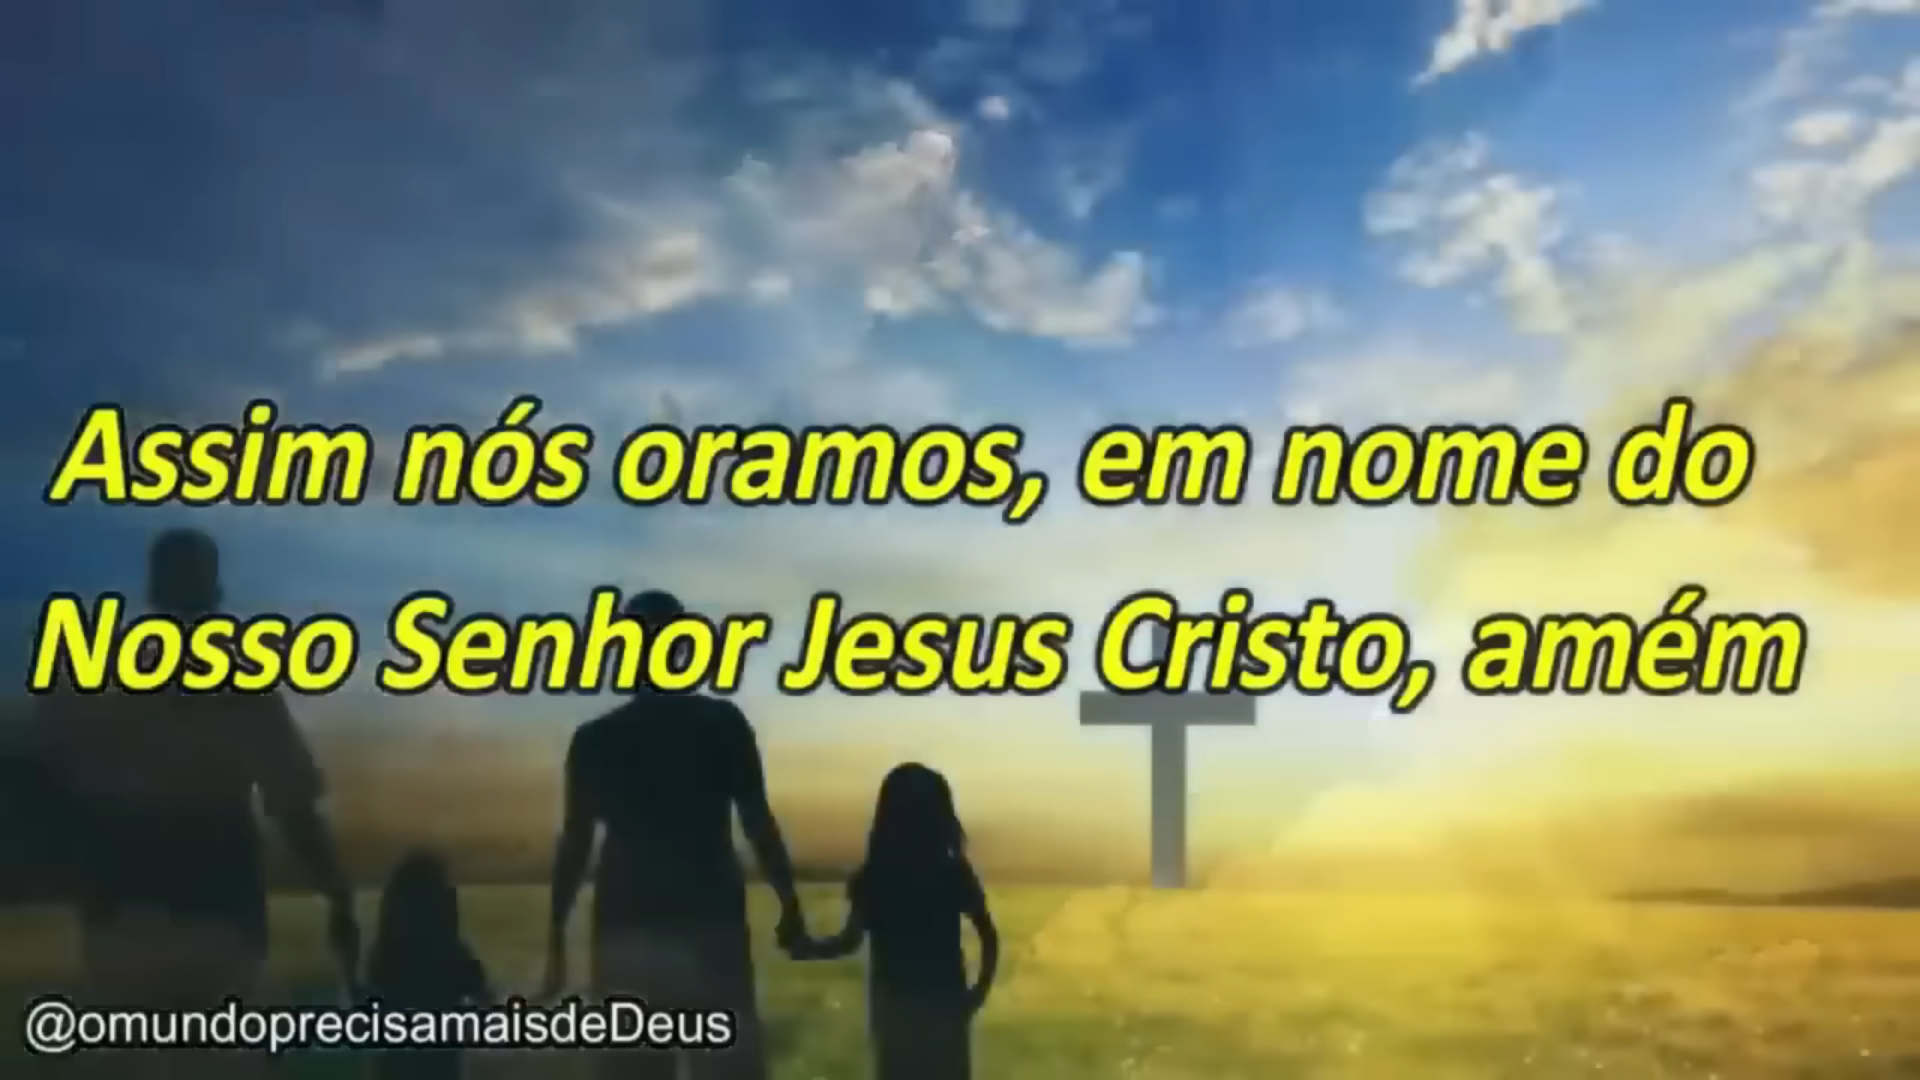 Assim nós oramos, em nome do
Nosso Senhor Jesus Cristo, amém
@omundoprecisamaisdeDeus